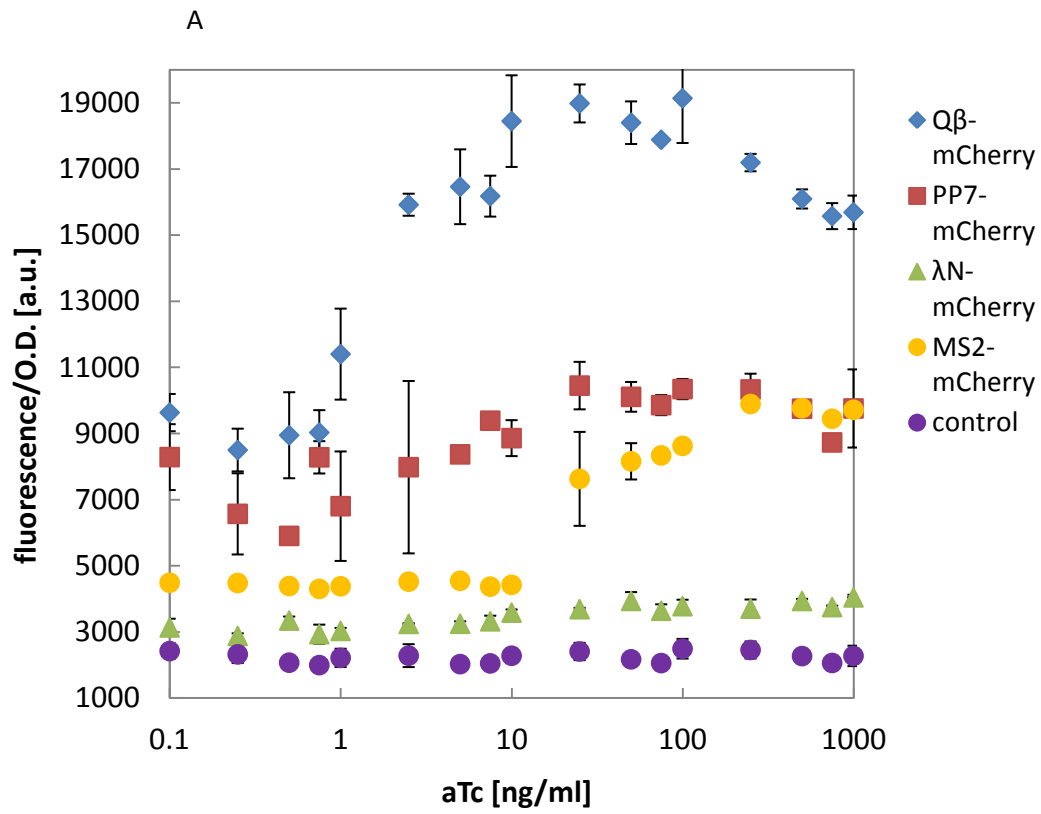 A
fluorescence/O.D. [a.u.]
19000
17000
15000
13000
11000
9000
7000
5000
3000
1000
0.1 1 10 100 1000
aTc [ng/ml]
Qβ-
mCherry
PP7-
mCherry
λN-
mCherry
MS2-
mCherry
control